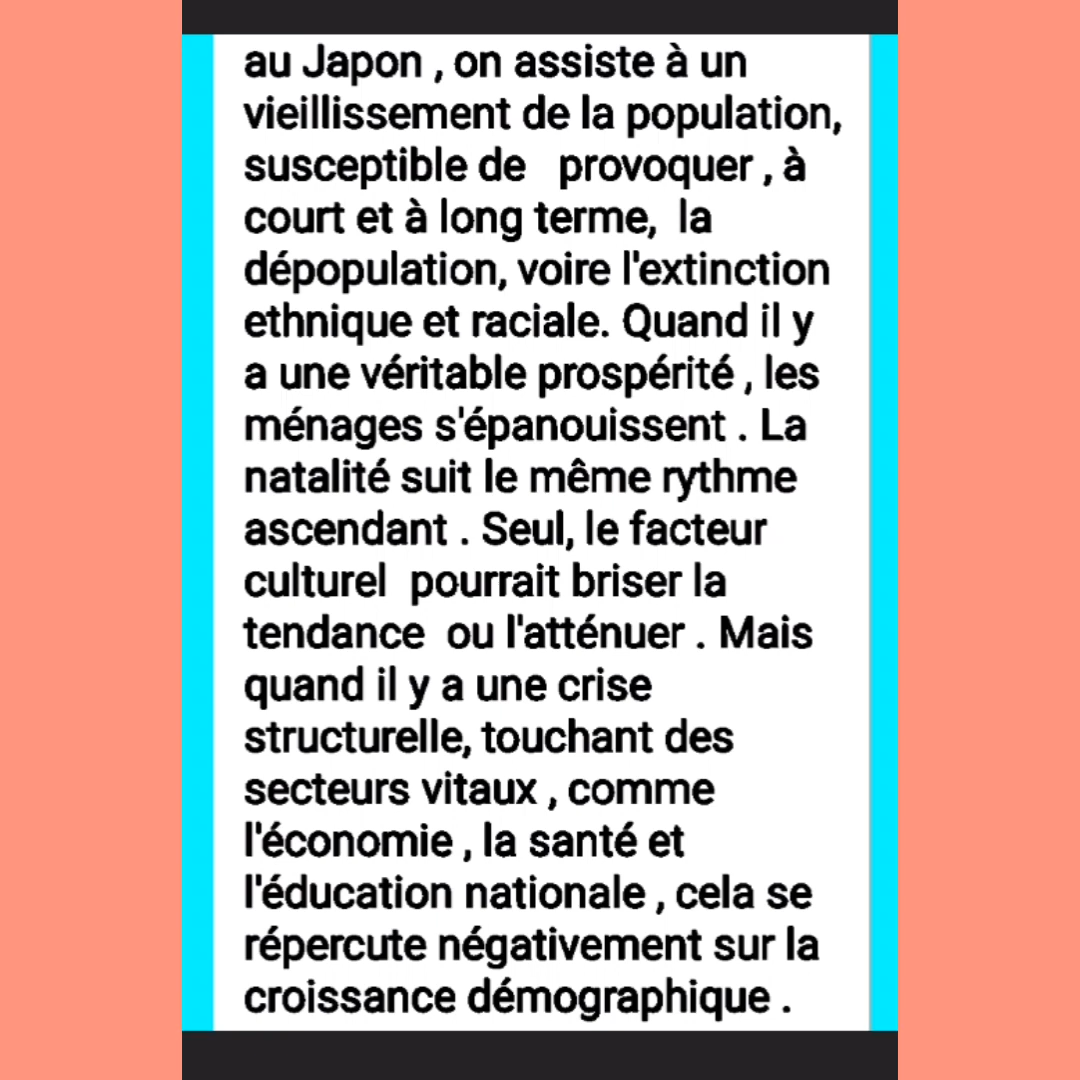 au Japon , on assiste à un
vieillissement de la population,
susceptible de   provoquer , à
court et à long terme,  la
dépopulation, voire l'extinction
ethnique et raciale. Quand il y
a une véritable prospérité , les
ménages s'épanouissent . La
natalité suit le même rythme
ascendant . Seul, le facteur
culturel  pourrait briser la
tendance  ou l'atténuer . Mais
quand il y a une crise
structurelle, touchant des
secteurs vitaux , comme
l'économie , la santé et
l'éducation nationale , cela se
répercute négativement sur la
croissance démographique .